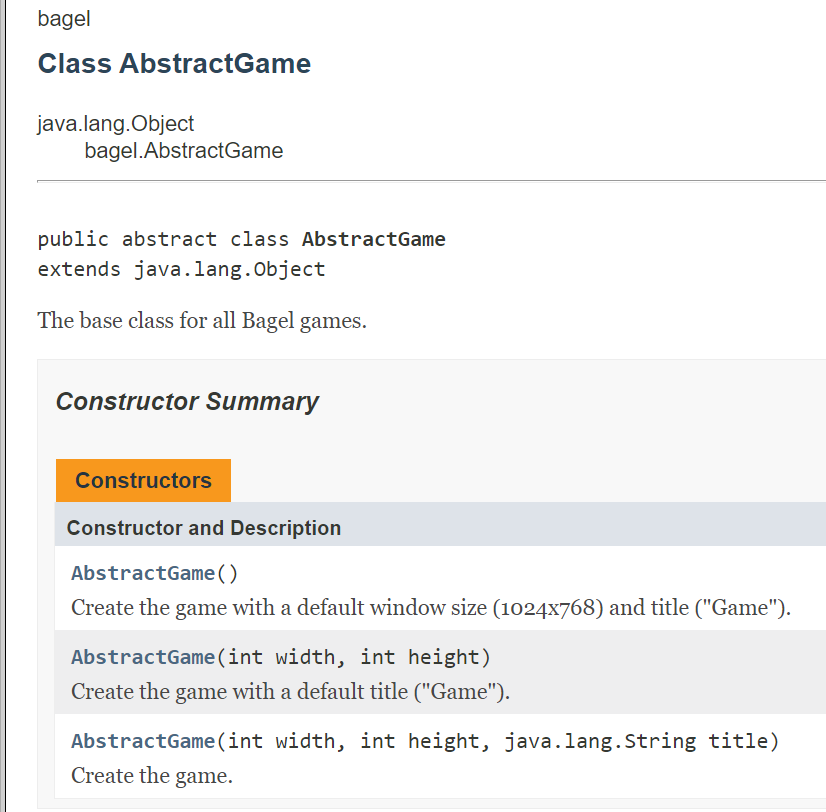 bagel
Class AbstractGame
java.lang.Object
bagel.AbstractGame
public abstract class AbstractGame
extends java.lang.Object
The base class for all Bagel games.
Constructor Summary
Constructors
Constructor and Description
AbstractGame()
Create the game with a default window size (1024x768) and title ("Game").
AbstractGame(int width, int height)
Create the game with a default title ("Game").
AbstractGame(int width, int height, java.lang.String title)
Create the game.